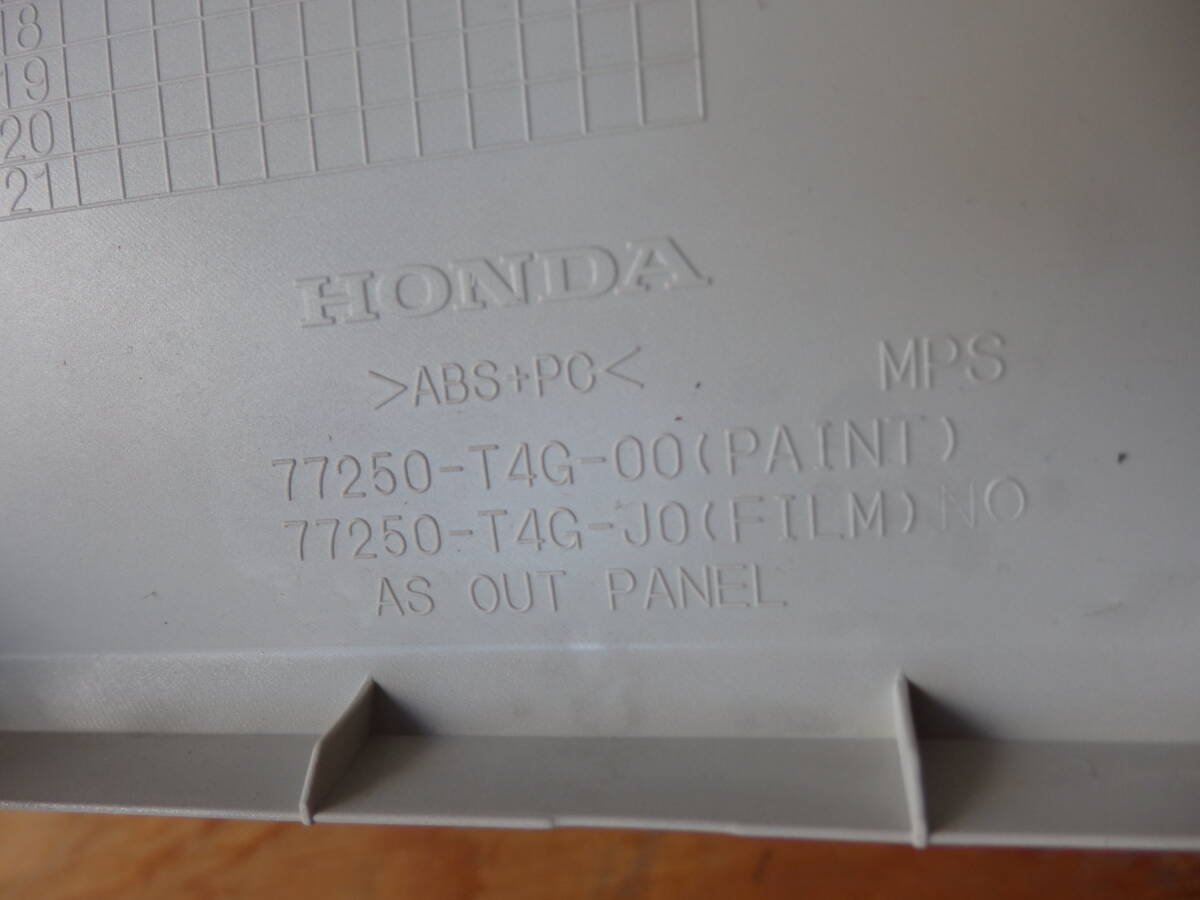 18
19
20
21
HONDA
>ABS+PC< MPS
77250-T4G-00(PAINT)
77250-T4G-J0(FILM)NO
AS OUT PANEL